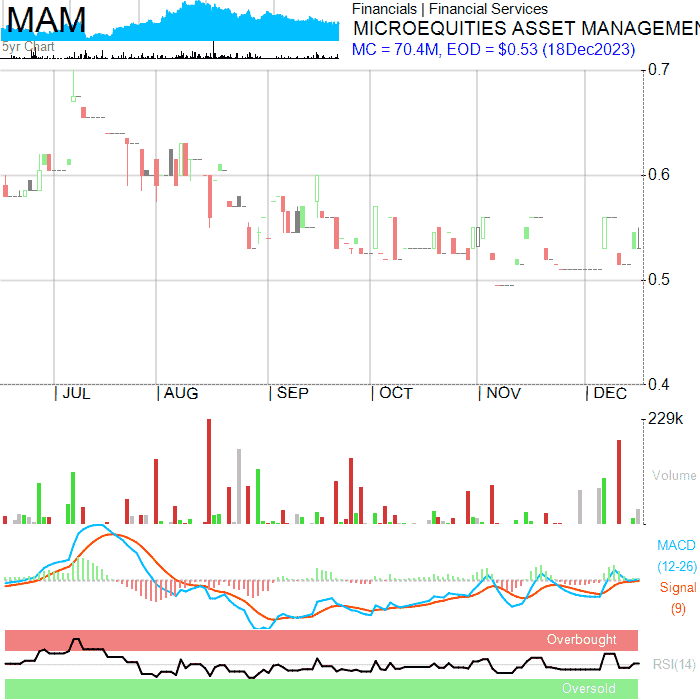 MAM
5yr Chart
Financials | Financial Services
MICROEQUITIES ASSET MANAGEMEN
MC = 70.4M, EOD = $0.53 (18Dec2023)
0.7
0.6
0.5
0.4
JUL AUG SEP OCT NOV DEC
229k
Volume
MACD
(12-26)
Signal
(9)
Overbought
RSI(14)
Oversold